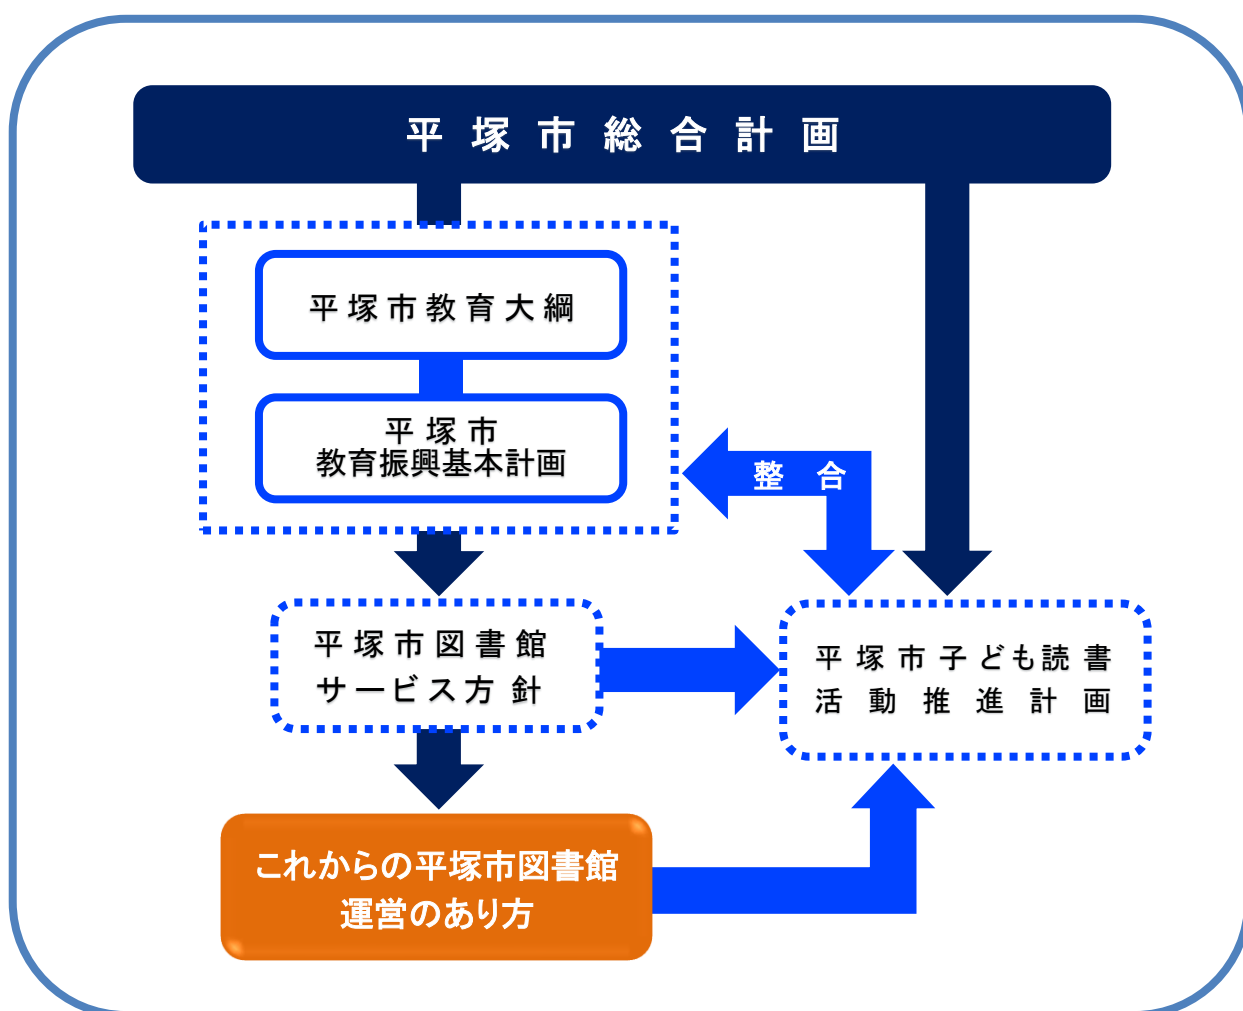 平塚市総合計画
平塚市教育大綱
平塚市
教育振興基本計画
整合
平塚市図書館
サービス方針
平塚市子ども読書
活動推進計画
これからの平塚市図書館
運営のあり方